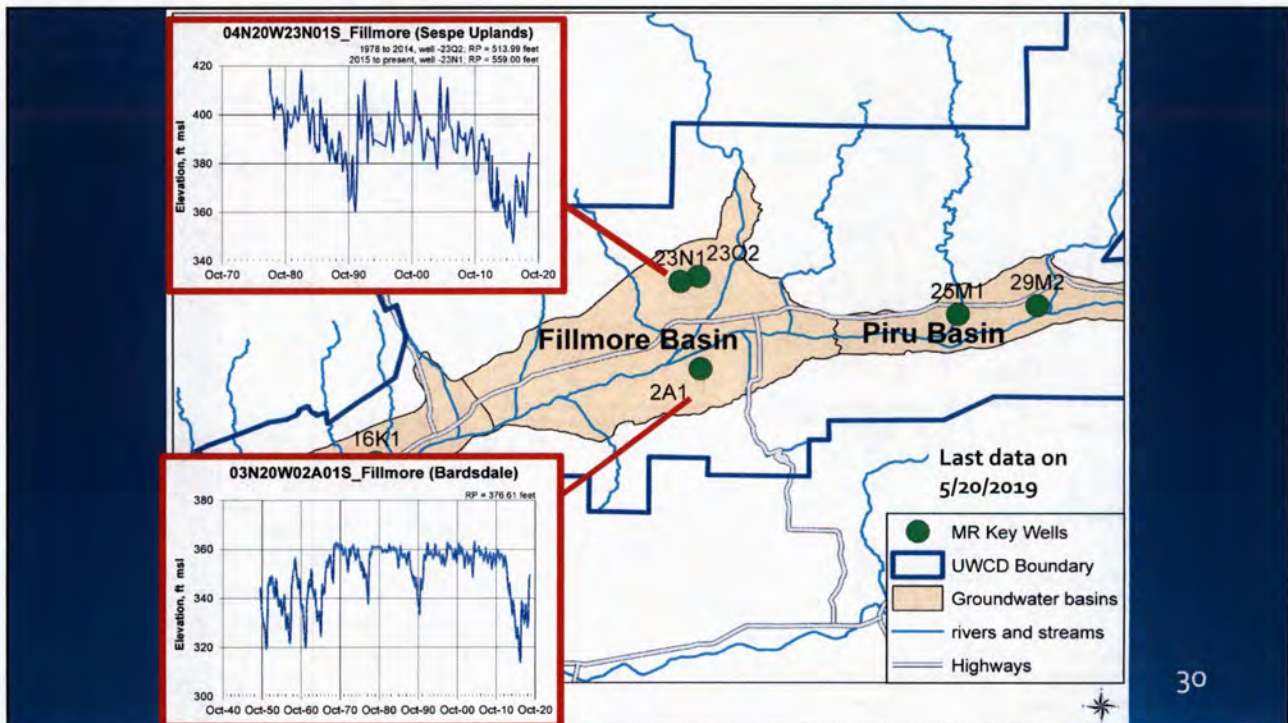 04N20W23N01S_Fillmore (Sespe Uplands)
1978 to 2014, well -23Q2; RP = 513.99 feet
2015 to present, well -23N1; RP = 559.00 feet
Elevation, ft msl
420
400
380
360
340
Oct-70 Oct-80 Oct-90 Oct-00 Oct-10 Oct-20
23N1 23Q2
25M1 29M2
Fillmore Basin Piru Basin
2A1
16K1
03N20W02A01S_Fillmore (Bardsdale)
RP = 376.61 feet
Elevation, ft msl
380
360
340
320
300
Oct-40 Oct-50 Oct-60 Oct-70 Oct-80 Oct-90 Oct-00 Oct-10 Oct-20
Last data on
5/20/2019
MR Key Wells
UWCD Boundary
Groundwater basins
rivers and streams
Highways
30